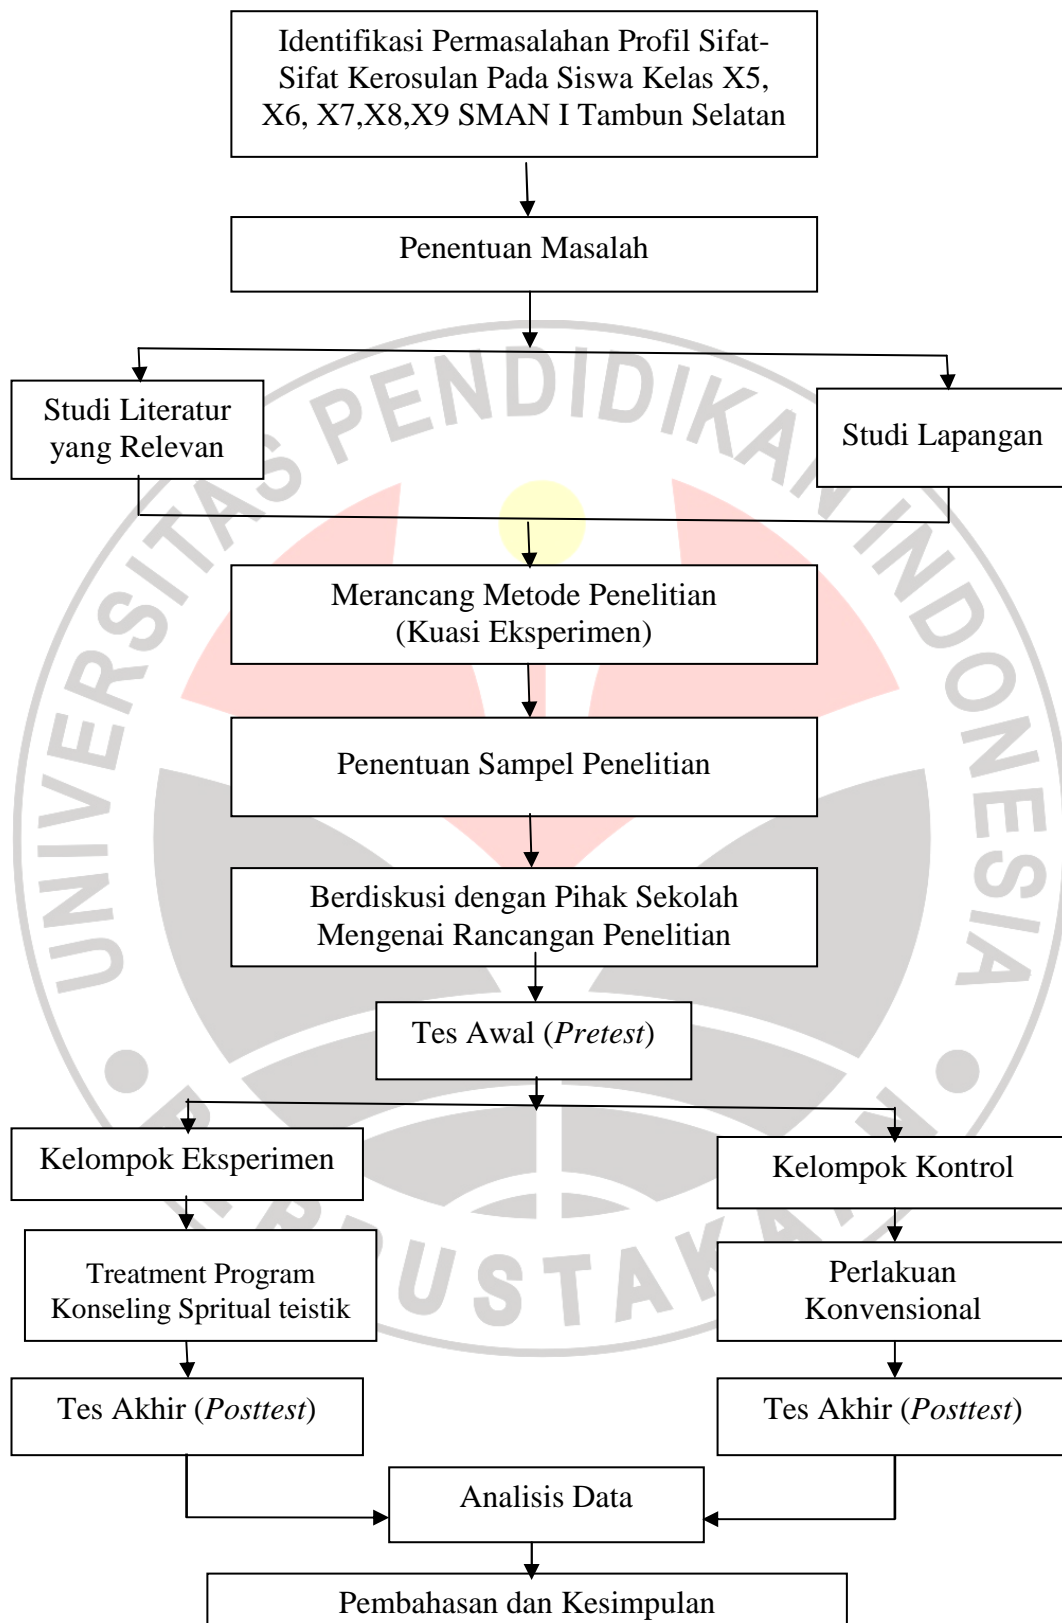 Identifikasi Permasalahan Profil Sifat-
Sifat Kerosulan Pada Siswa Kelas X5,
X6, X7,X8,X9 SMAN I Tambun Selatan
Penentuan Masalah
Studi Literatur
yang Relevan
Studi Lapangan
Merancang Metode Penelitian
(Kuasi Eksperimen)
Penentuan Sampel Penelitian
Berdiskusi dengan Pihak Sekolah
Mengenai Rancangan Penelitian
Tes Awal (Pretest)
Kelompok Eksperimen
Kelompok Kontrol
Treatment Program
Konseling Spritual teistik
Perlakuan
Konvensional
Tes Akhir (Posttest)
Tes Akhir (Posttest)
Analisis Data
Pembahasan dan Kesimpulan
UNIVERSITAS PENDIDIKAN INDONESIA